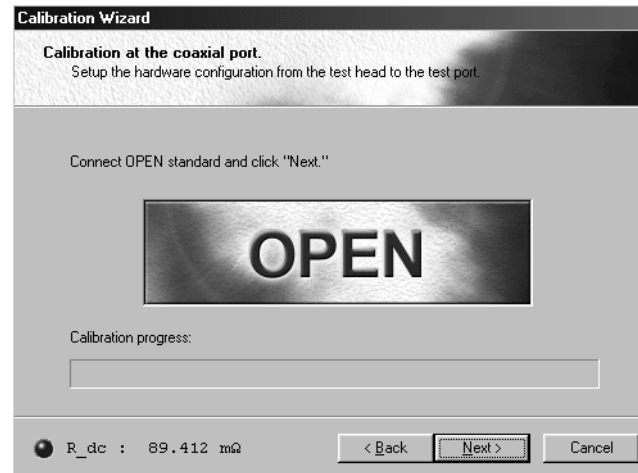 Calibration Wizard
Calibration at the coaxial port.
Setup the hardware configuration from the test head to the test port.
Connect OPEN standard and click "Next."
OPEN
Calibration progress:
R_dc : 89.412 mΩ
< Back
Next >
Cancel